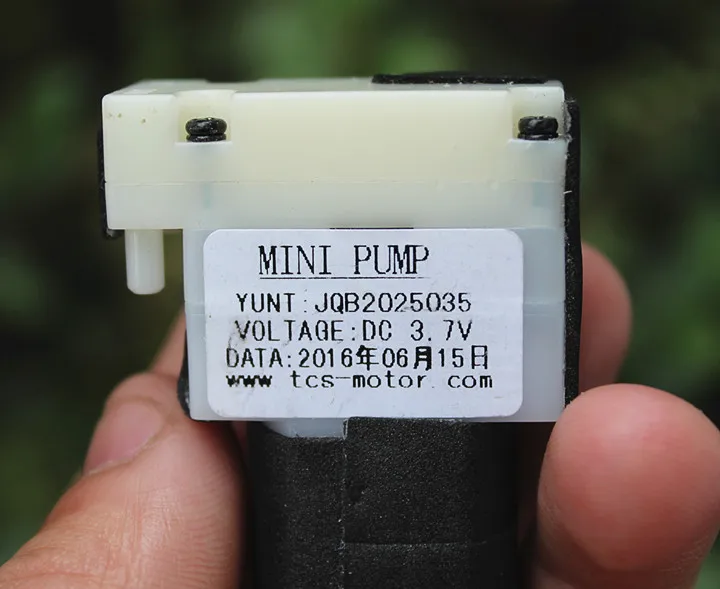 MINI PUMP
YUNT:JQB2025035
VOLTAGE:DC 3.7V
DATA:2016年06月15日
www tcs-motor.com